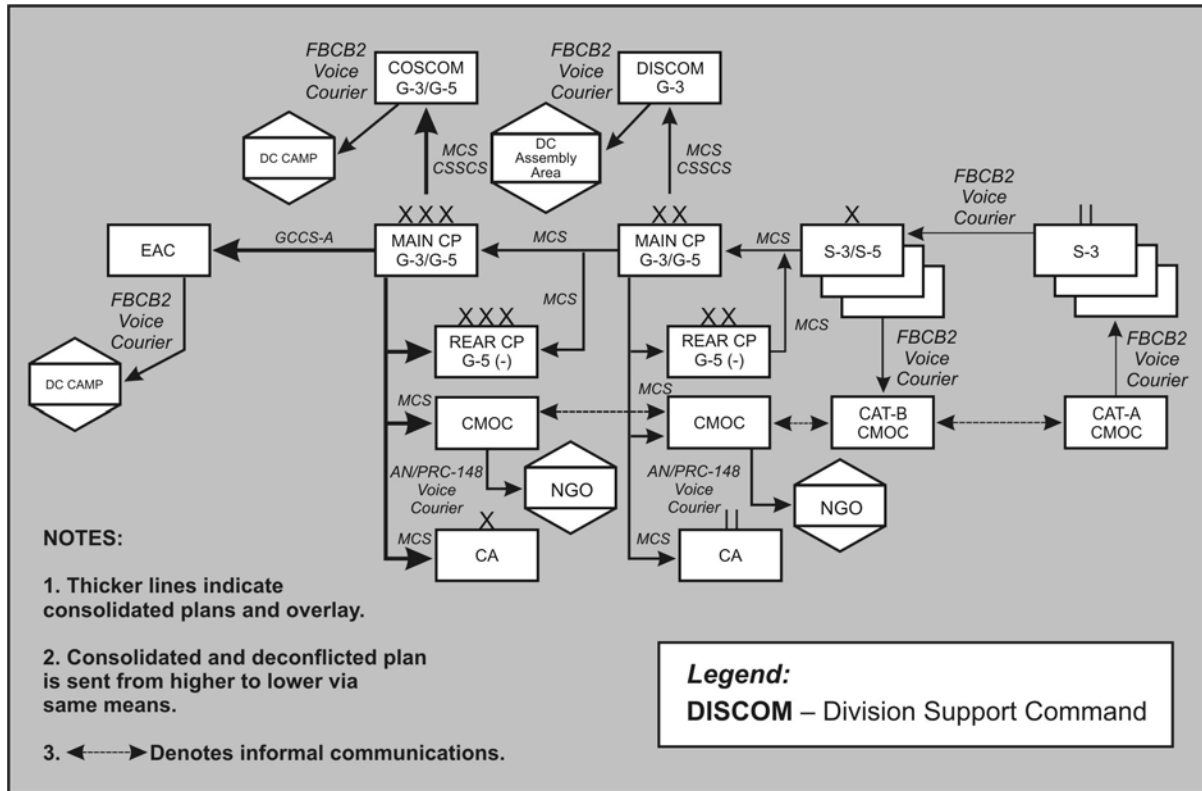 FBCB2
Voice
Courier
COSCOM
G-3/G-5
FBCB2
Voice
Courier
DISCOM
G-3
DC CAMP
MCS
CSSCS
DC
Assembly
Area
MCS
CSSCS
FBCB2
Voice
Courier
X X X
X X
X
II
EAC
GCCS-A
MAIN CP
G-3/G-5
MCS
MAIN CP
G-3/G-5
MCS
S-3/S-5
S-3
FBCB2
Voice
Courier
MCS
MCS
X X X
REAR CP
G-5 (-)
X X
REAR CP
G-5 (-)
FBCB2
Voice
Courier
FBCB2
Voice
Courier
DC CAMP
MCS
CMOC
MCS
CMOC
CAT-B
CMOC
CAT-A
CMOC
AN/PRC-148
Voice
Courier
NGO
AN/PRC-148
Voice
Courier
NGO
X
II
MCS
CA
MCS
CA
NOTES:
1. Thicker lines indicate
consolidated plans and overlay.
2. Consolidated and deconflicted plan
is sent from higher to lower via
same means.
3. Denotes informal communications.
Legend:
DISCOM – Division Support Command